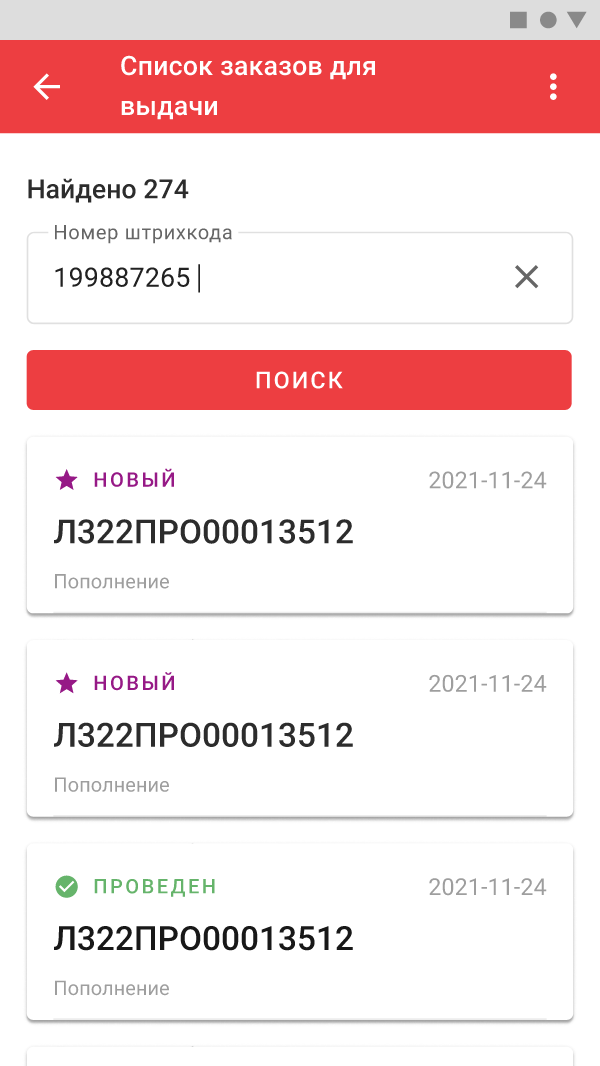 Список заказов для
выдачи
Найдено 274
Номер штрихкода
199887265
ПОИСК
НОВЫЙ 2021-11-24
Л322ПРО00013512
Пополнение
НОВЫЙ 2021-11-24
Л322ПРО00013512
Пополнение
ПРОВЕДЕН 2021-11-24
Л322ПРО00013512
Пополнение